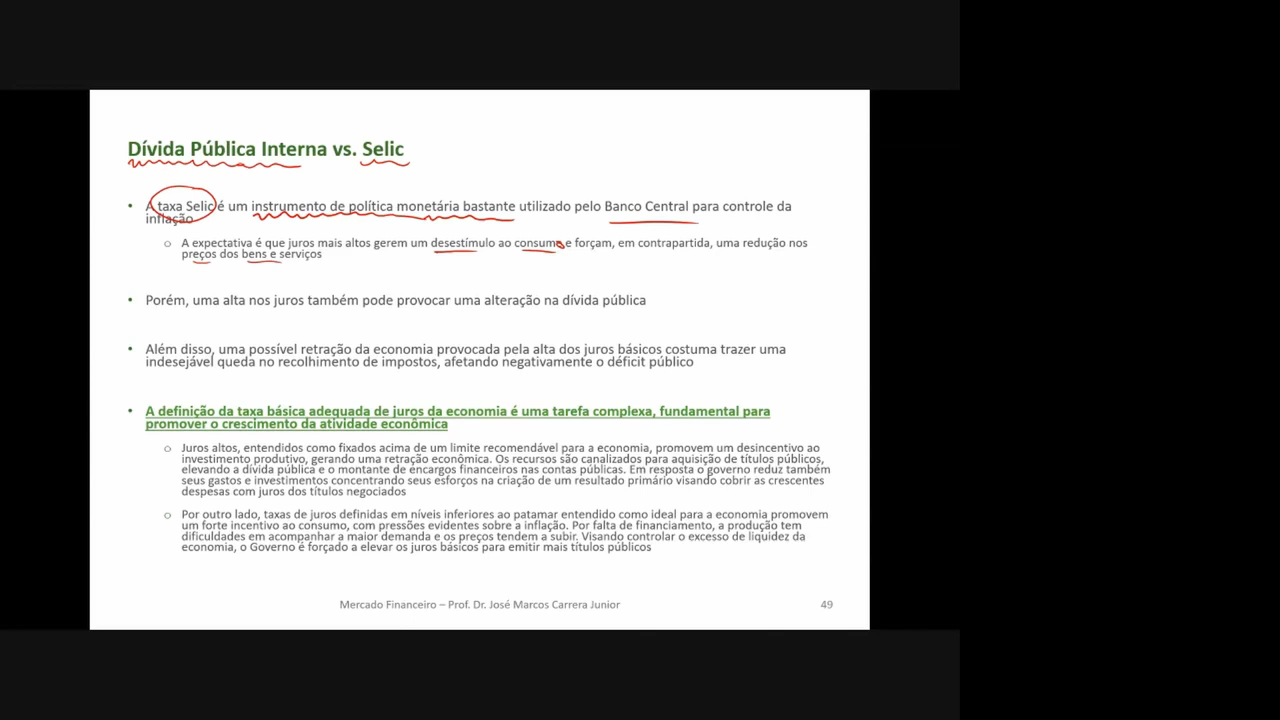 Dívida Pública Interna vs. Selic
• A taxa Selic é um instrumento de política monetária bastante utilizado pelo Banco Central para controle da
inflação
o A expectativa é que juros mais altos gerem um desestímulo ao consumo e forçam, em contrapartida, uma redução nos
preços dos bens e serviços
• Porém, uma alta nos juros também pode provocar uma alteração na dívida pública
• Além disso, uma possível retração da economia provocada pela alta dos juros básicos costuma trazer uma
indesejável queda no recolhimento de impostos, afetando negativamente o déficit público
• A definição da taxa básica adequada de juros da economia é uma tarefa complexa, fundamental para
promover o crescimento da atividade econômica
o Juros altos, entendidos como fixados acima de um limite recomendável para a economia, promovem um desincentivo ao
investimento produtivo, gerando uma retração econômica. Os recursos são canalizados para aquisição de títulos públicos,
elevando a dívida pública e o montante de encargos financeiros nas contas públicas. Em resposta o governo reduz também
seus gastos e investimentos concentrando seus esforços na criação de um resultado primário visando cobrir as crescentes
despesas com juros dos títulos negociados
o Por outro lado, taxas de juros definidas em níveis inferiores ao patamar entendido como ideal para a economia promovem
um forte incentivo ao consumo, com pressões evidentes sobre a inflação. Por falta de financiamento, a produção tem
dificuldades em acompanhar a maior demanda e os preços tendem a subir. Visando controlar o excesso de liquidez da
economia, o Governo é forçado a elevar os juros básicos para emitir mais títulos públicos
Mercado Financeiro – Prof. Dr. José Marcos Carrera Junior
49